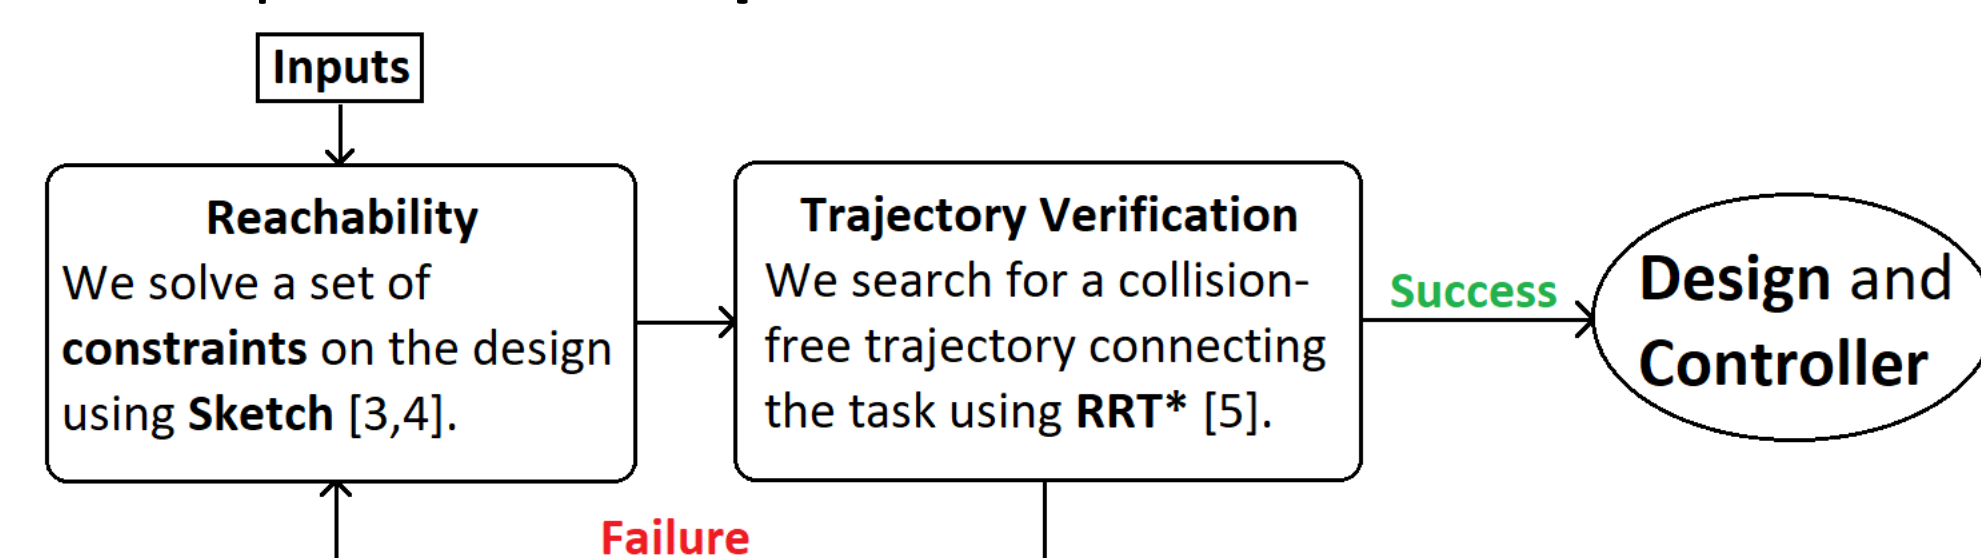 Inputs
Reachability
We solve a set of
constraints on the design
using Sketch [3,4].
Trajectory Verification
We search for a collision-
free trajectory connecting
the task using RRT* [5].
Success
Design and
Controller
Failure